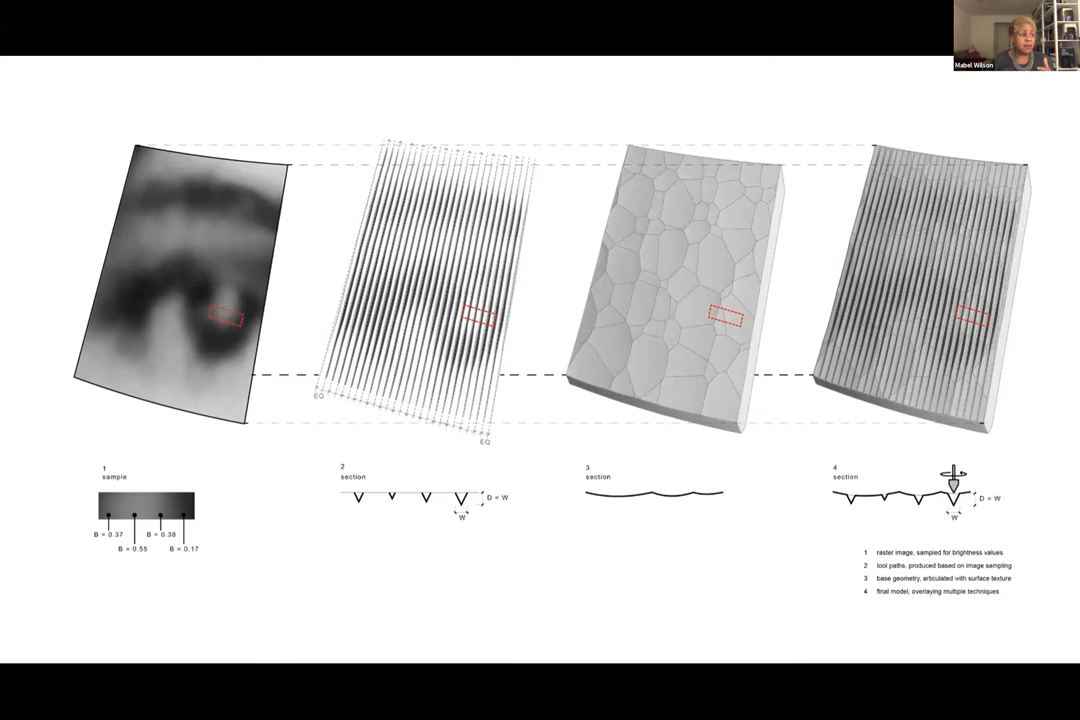 Mabel Wilson
EQ
EQ
1
sample
B = 0.37
B = 0.38
B = 0.55
B = 0.17
2
section
D = W
W
3
section
4
section
D = W
W
1 raster image, sampled for brightness values
2 tool paths, produced based on image sampling
3 base geometry, articulated with surface texture
4 final model, overlaying multiple techniques